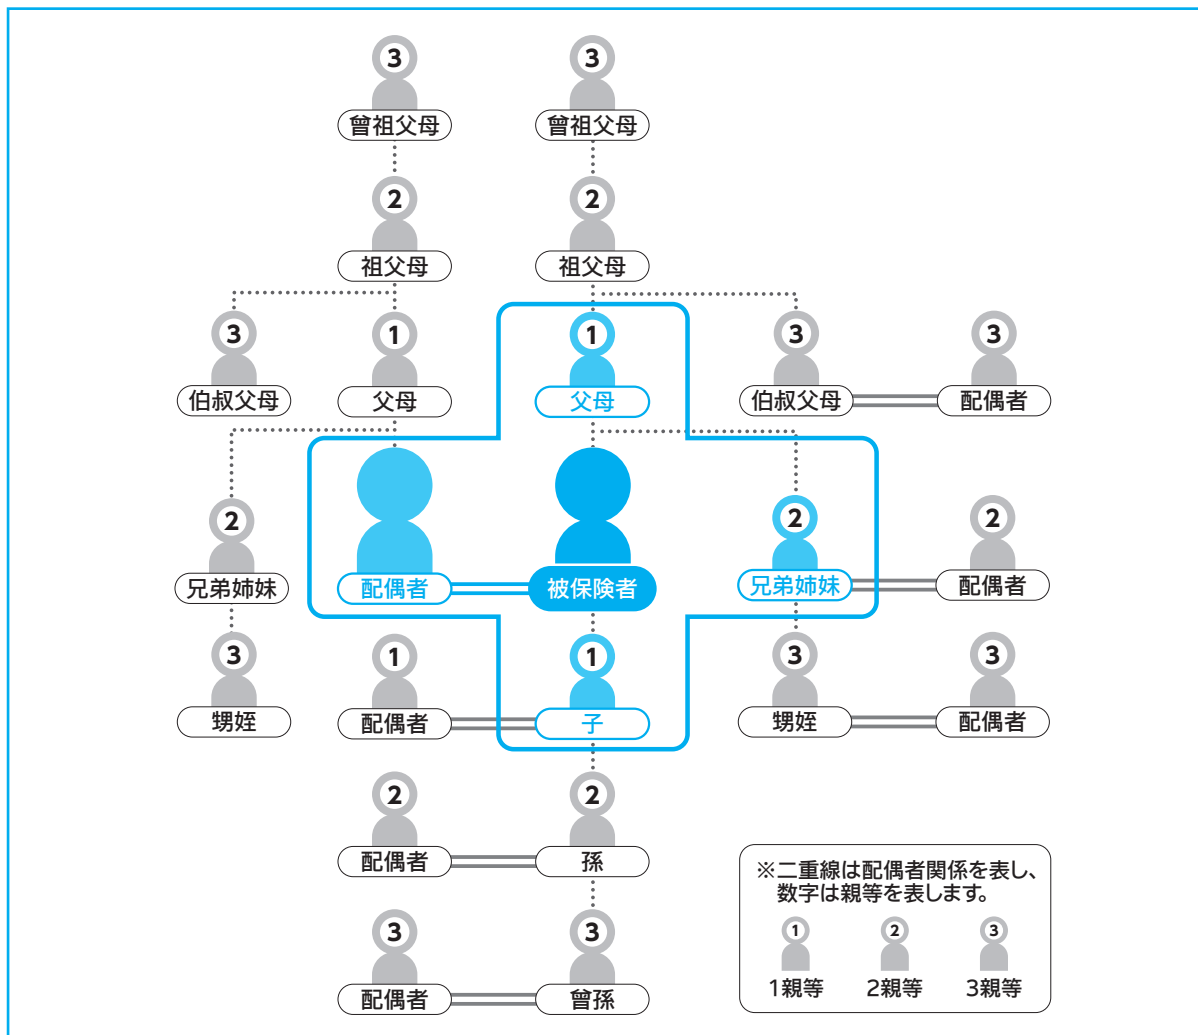 3 3
曾祖父母 曾祖父母
2 2
祖父母 祖父母
3 1 1 3 3
伯叔父母 父母 父母 伯叔父母 配偶者
2 2 2
兄弟姉妹 配偶者 被保険者 兄弟姉妹 配偶者
3 1 1 3 3
甥姪 配偶者 子 甥姪 配偶者
2 2
配偶者 孫
3 3
配偶者 曾孫
※二重線は配偶者関係を表し、
数字は親等を表します。
1 2 3
1親等 2親等 3親等